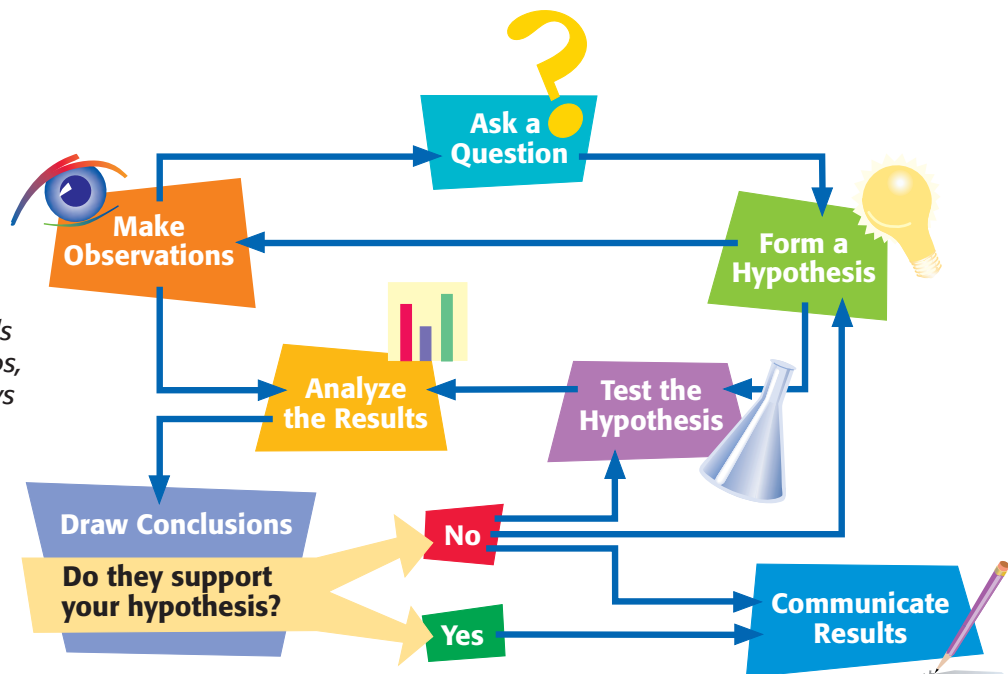 Ask a
Question
Make
Observations
Form a
Hypothesis
Analyze
the Results
Test the
Hypothesis
Draw Conclusions
Do they support
your hypothesis?
No
Yes
Communicate
Results